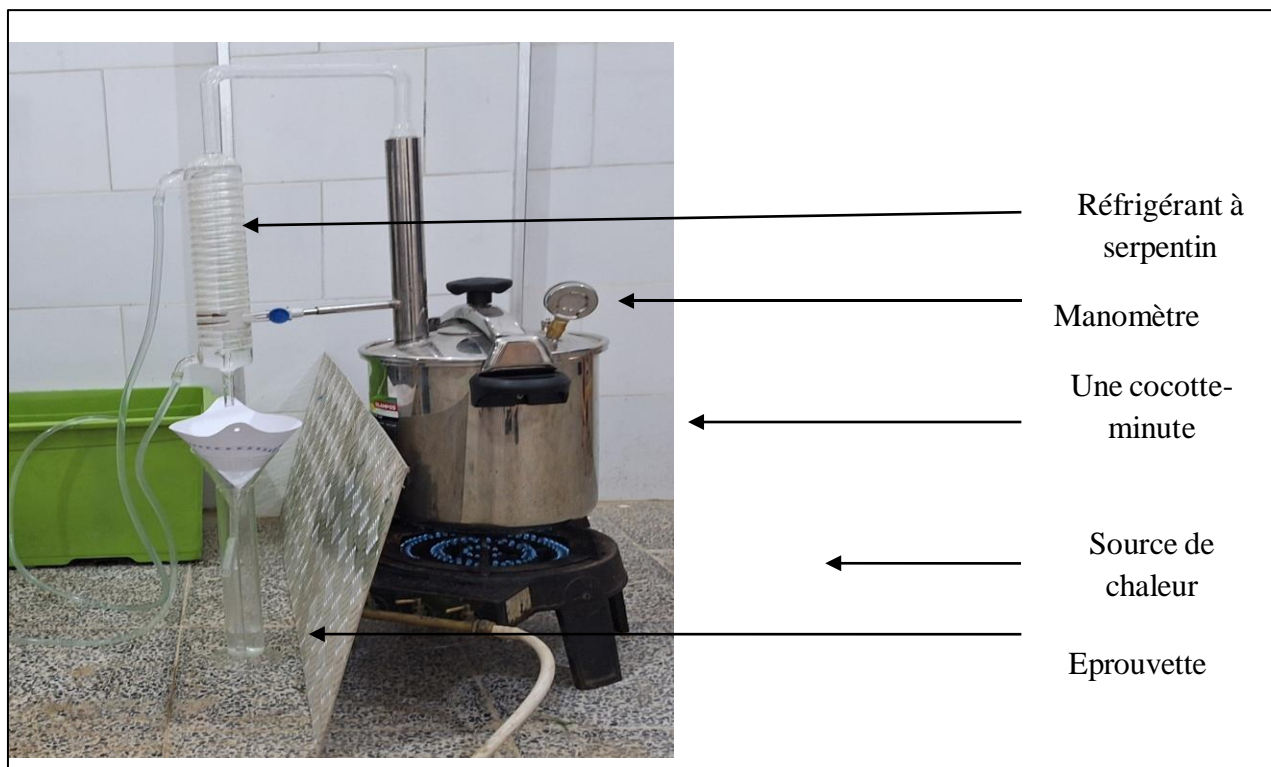 Réfrigérant à
serpentin
Manomètre
Une cocotte-
minute
Source de
chaleur
Eprouvette